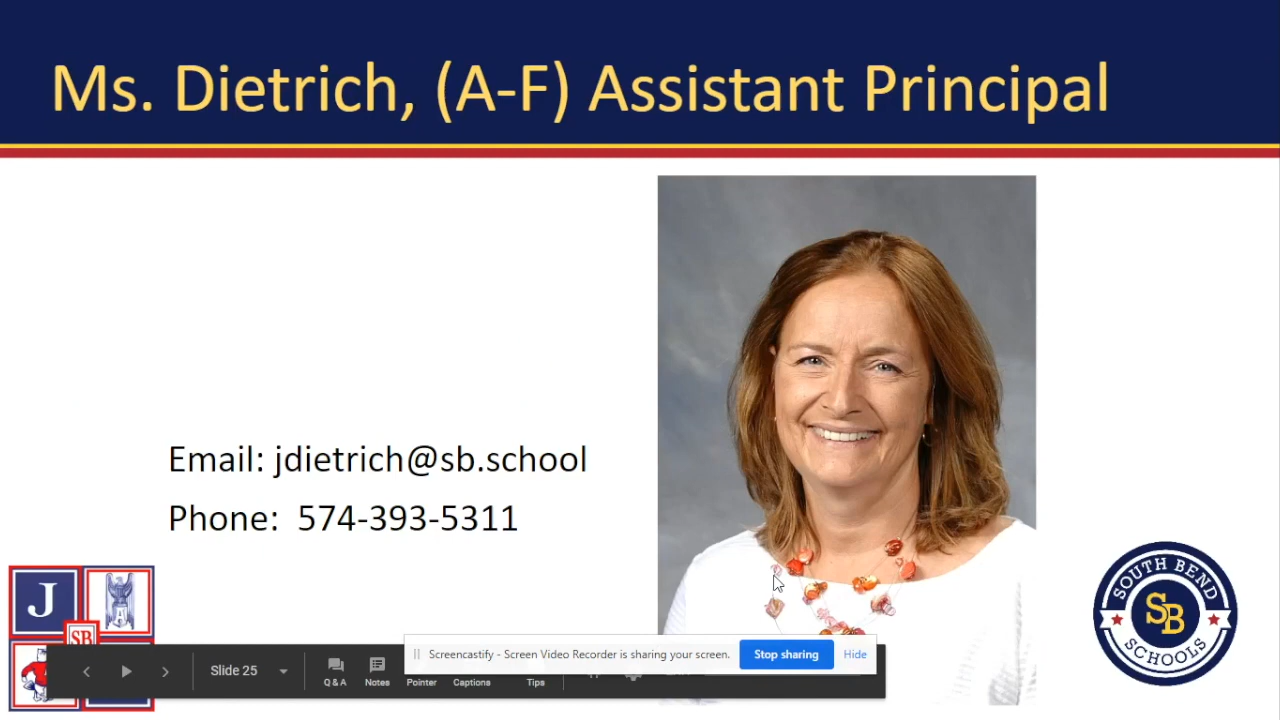 Ms. Dietrich, (A-F) Assistant Principal
Email: jdietrich@sb.school
Phone: 574-393-5311
J
A
SB
SOUTH BEND
SB
SCHOOLS
Screencastify - Screen Video Recorder is sharing your screen.
Stop sharing
Hide
Slide 25
Q & A
Notes
Pointer
Captions
Tips